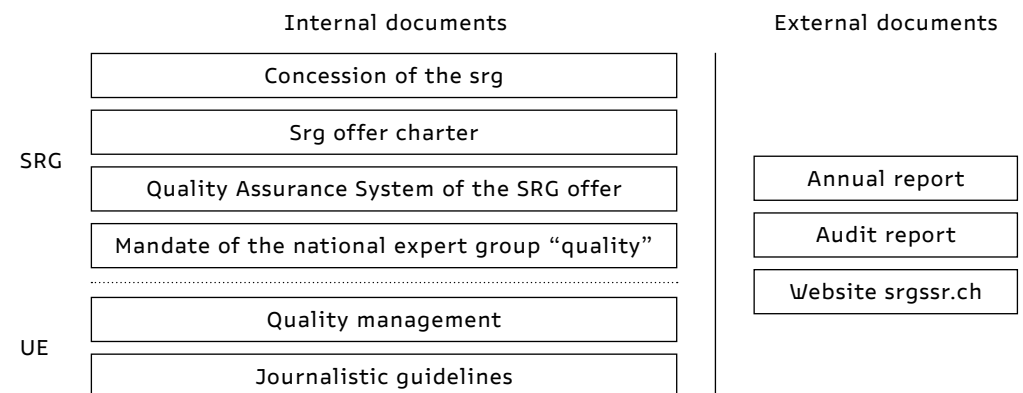 Internal documents
External documents
SRG
Concession of the srg
Srg offer charter
Quality Assurance System of the SRG offer
Mandate of the national expert group “quality”
UE
Quality management
Journalistic guidelines
Annual report
Audit report
Website srgssr.ch